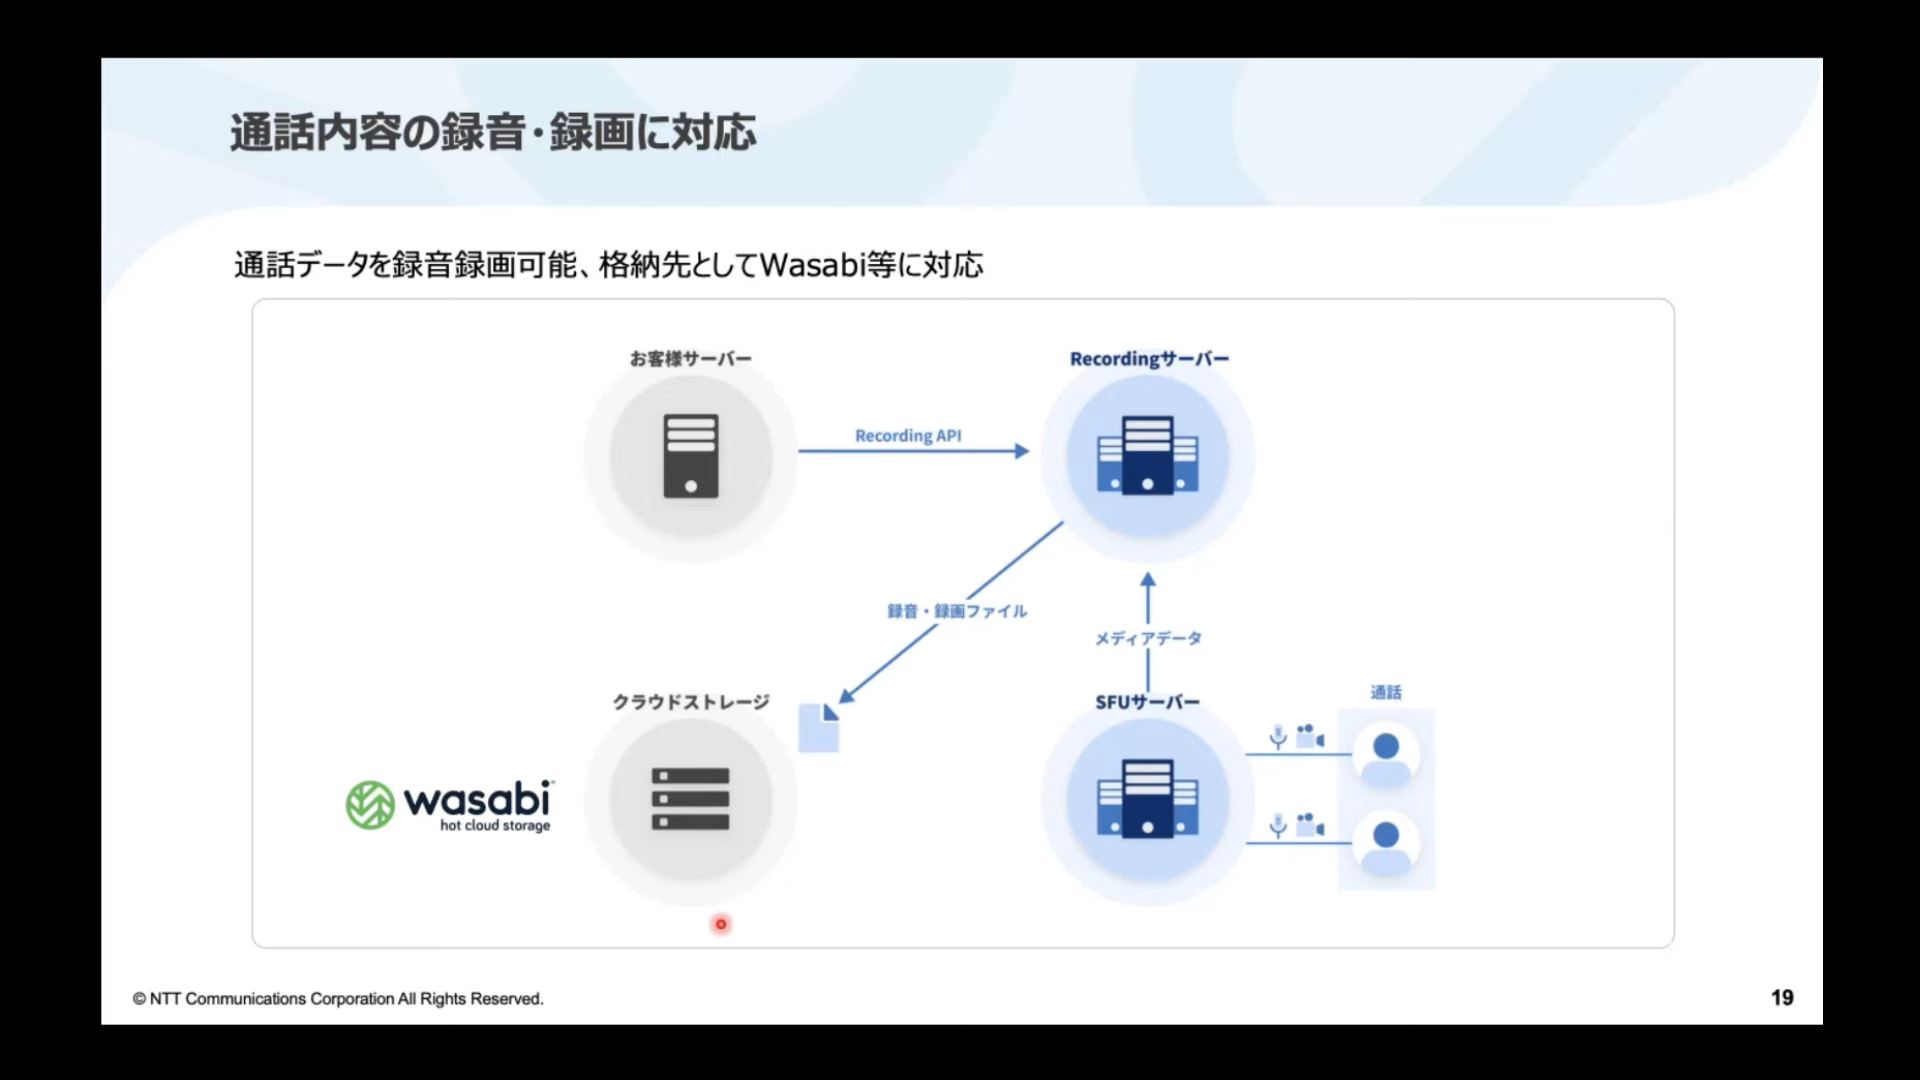 通話内容の録音・録画に対応
通話データを録音録画可能、格納先としてWasabi等に対応
お客様サーバー
Recordingサーバー
Recording API
録音・録画ファイル
メディアデータ
クラウドストレージ
SFUサーバー
通話
wasabi
hot cloud storage
© NTT Communications Corporation All Rights Reserved.
19